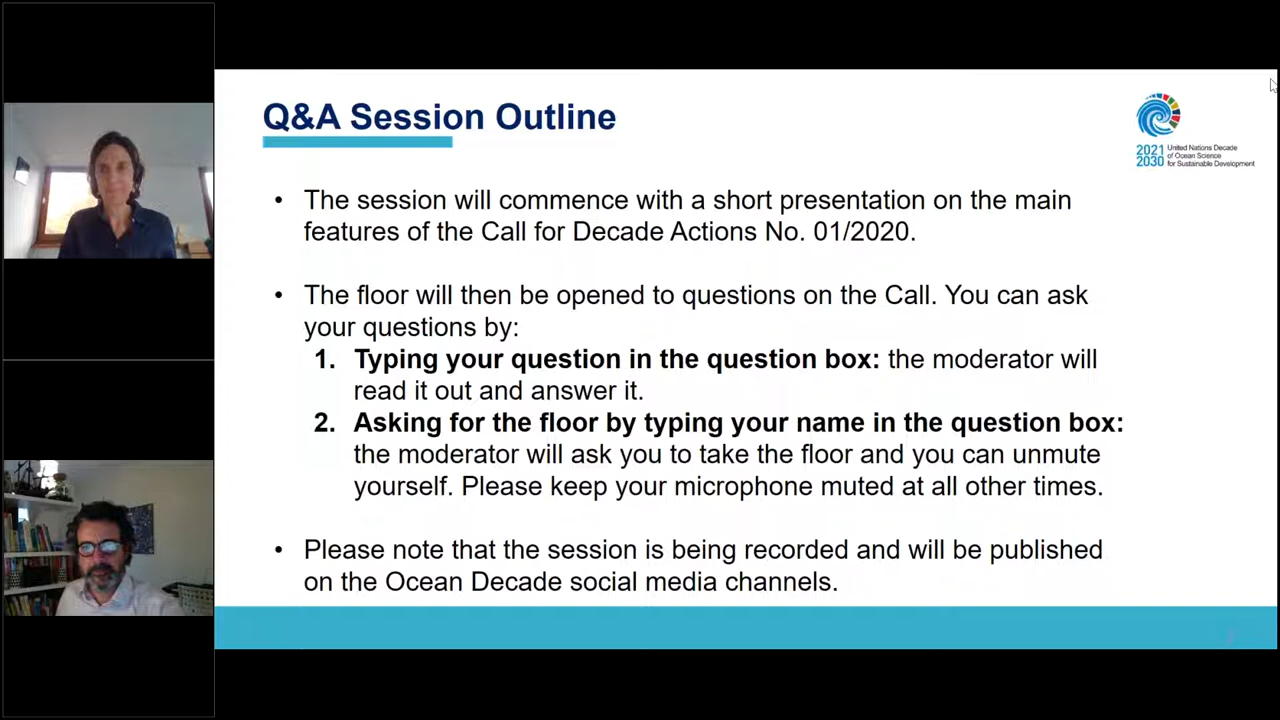 Q&A Session Outline
2021
2030
United Nations Decade
of Ocean Science
for Sustainable Development
• The session will commence with a short presentation on the main
features of the Call for Decade Actions No. 01/2020.
• The floor will then be opened to questions on the Call. You can ask
your questions by:
1. Typing your question in the question box: the moderator will
read it out and answer it.
2. Asking for the floor by typing your name in the question box:
the moderator will ask you to take the floor and you can unmute
yourself. Please keep your microphone muted at all other times.
• Please note that the session is being recorded and will be published
on the Ocean Decade social media channels.